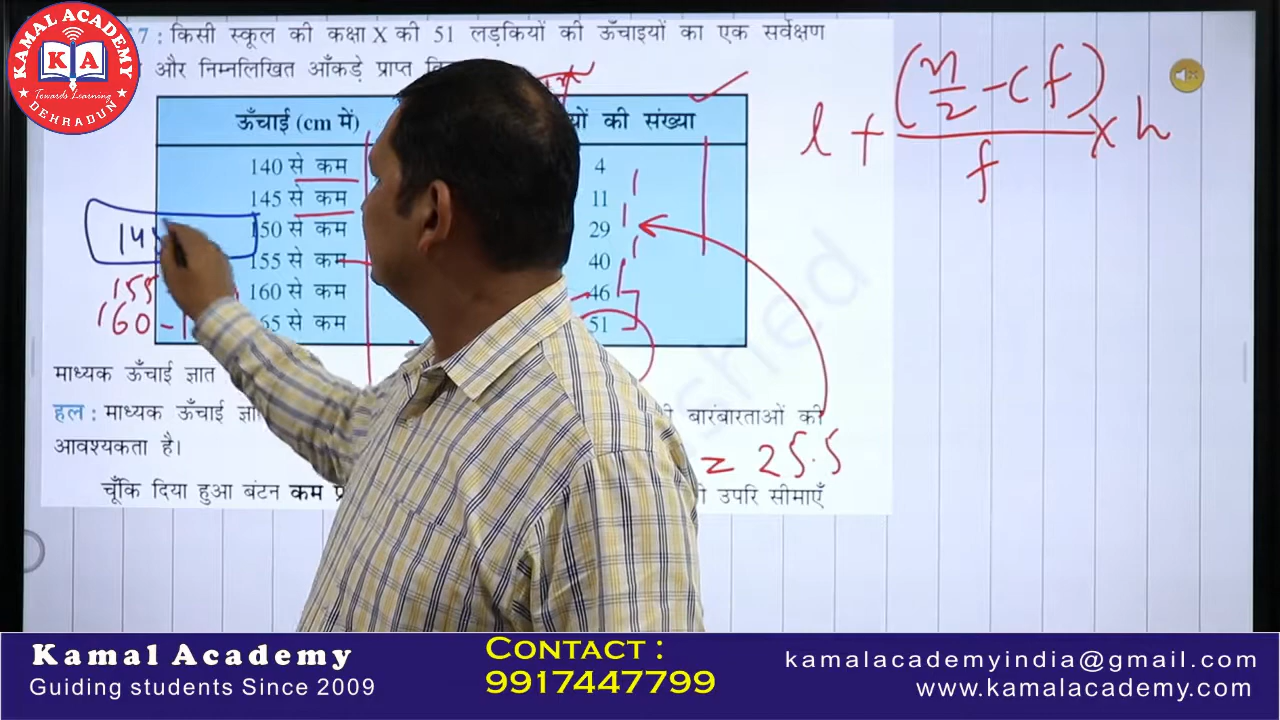 KAMAL ACADEMY
KA
Towards Learning
DEHRADUN
7 : किसी स्कूल की कक्षा X की 51 लड़कियों की ऊँचाइयों का एक सर्वेक्षण
और निम्नलिखित आँकड़े प्राप्त
ऊँचाई (cm में) की संख्या
140 से कम 4
145 से कम 11
150 से कम 29
155 से कम 40
160 से कम 46
65 से कम 51
155
160 -
l + (n/2 - cf)/f × h
माध्यक ऊँचाई ज्ञात
हल : माध्यक ऊँचाई बारंबारताओं की
आवश्यकता है।
= 25.5
चूँकि दिया हुआ बंटन कम उपरि सीमाएँ
shed
Kamal Academy
Guiding students Since 2009
CONTACT :
9917447799
kamalacademyindia@gmail.com
www.kamalacademy.com